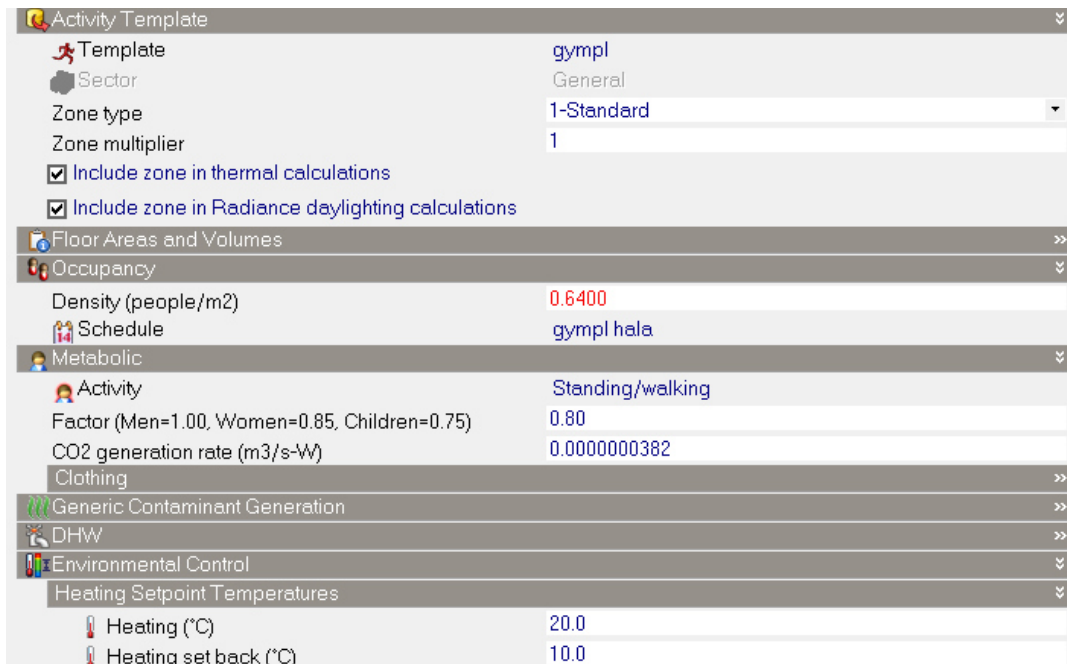 Activity Template
Template gympl
Sector General
Zone type 1-Standard
Zone multiplier 1
Include zone in thermal calculations
Include zone in Radiance daylighting calculations
Floor Areas and Volumes
Occupancy
Density (people/m2) 0.6400
14 Schedule gympl hala
Metabolic
Activity Standing/walking
Factor (Men=1.00, Women=0.85, Children=0.75) 0.80
CO2 generation rate (m3/s-W) 0.0000000382
Clothing
Generic Contaminant Generation
DHW
Environmental Control
Heating Setpoint Temperatures
Heating (°C) 20.0
Heating set back (°C) 10.0